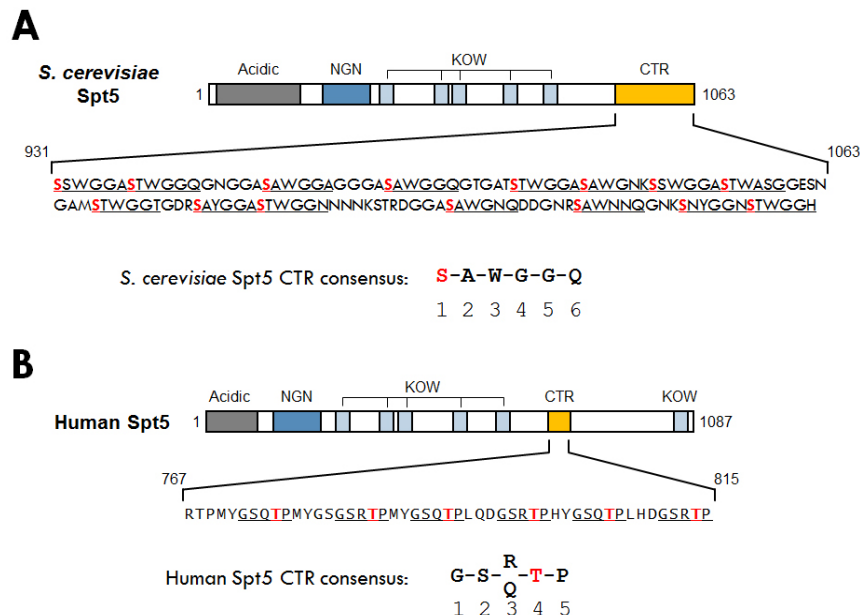 A
S. cerevisiae
Spt5
Acidic
NGN
KOW
CTR
1
1063
931
1063
SSWGGASTWGGQGNGGASAWGGAGGGASAWGGQGTGATSTWGGASAWGNKSSWGGASTWASGGESN
GAMSTWGGTGDRSAYGGASTWGGNNNNKSTRDGGASAWGNQDDGNRSAWNNQGNKSNYGGNSTWGGH
S. cerevisiae Spt5 CTR consensus:
S-A-W-G-G-Q
1 2 3 4 5 6
B
Human Spt5
Acidic
NGN
KOW
CTR
KOW
1
1087
767
815
RTPMYGSQTPMYGSGSRTPMYGSQTPLQDGSRTPHYGSQTPLHDGSRTP
Human Spt5 CTR consensus:
R
G-S- -T-P
Q
1 2 3 4 5